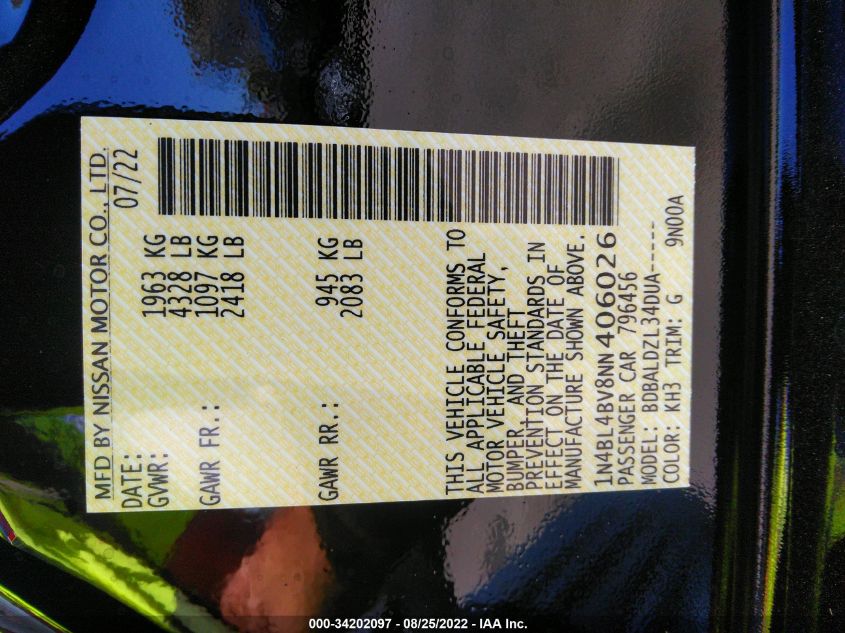 MFD BY NISSAN MOTOR CO., LTD.
DATE: 07/22
GVWR: 1963 KG
4328 LB
GAWR FR.: 1097 KG
2418 LB
GAWR RR.: 945 KG
2083 LB
THIS VEHICLE CONFORMS TO
ALL APPLICABLE FEDERAL
MOTOR VEHICLE SAFETY,
BUMPER, AND THEFT
PREVENTION STANDARDS IN
EFFECT ON THE DATE OF
MANUFACTURE SHOWN ABOVE.
1N4BL4BV8NN406026
PASSENGER CAR 796456
MODEL: BDBALDZL34DUA-----
COLOR: KH3 TRIM: G 9N00A
000-34202097 - 08/25/2022 - IAA Inc.